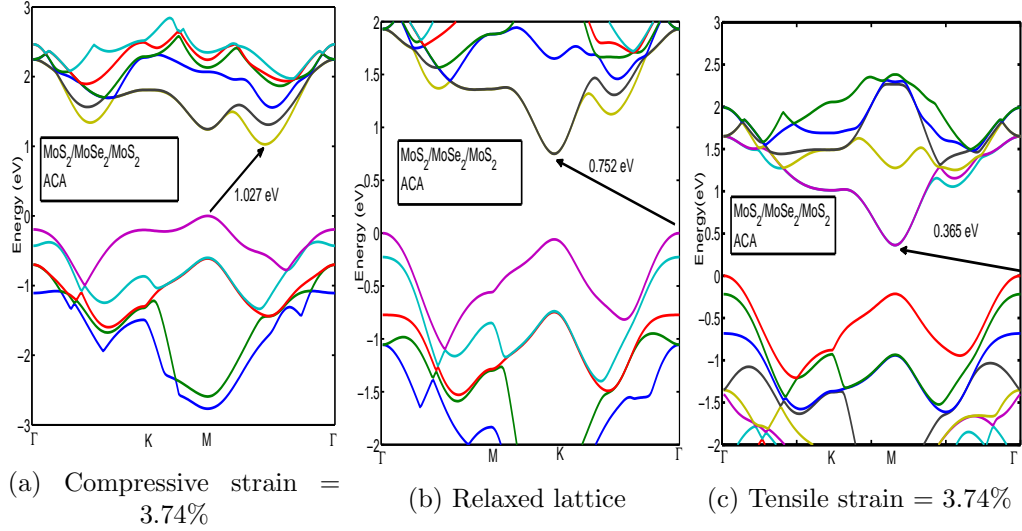 Energy (eV)
3
2
1
0
−1
−2
3
Γ
K
M
Γ
MoS2/MoSe2/MoS2
ACA
1.027 eV
(a) Compressive strain =
3.74%
Energy (eV)
2
1.5
1
0.5
0
−0.5
−1
−1.5
−2
Γ
M
K
Γ
MoS2/MoSe2/MoS2
ACA
0.752 eV
(b) Relaxed lattice
Energy(eV)
3
2.5
2
1.5
1
0.5
0
−0.5
−1
−1.5
−2
Γ
K
M
Γ
MoS2/MoSe2/MoS2
ACA
0.365 eV
(c) Tensile strain = 3.74%